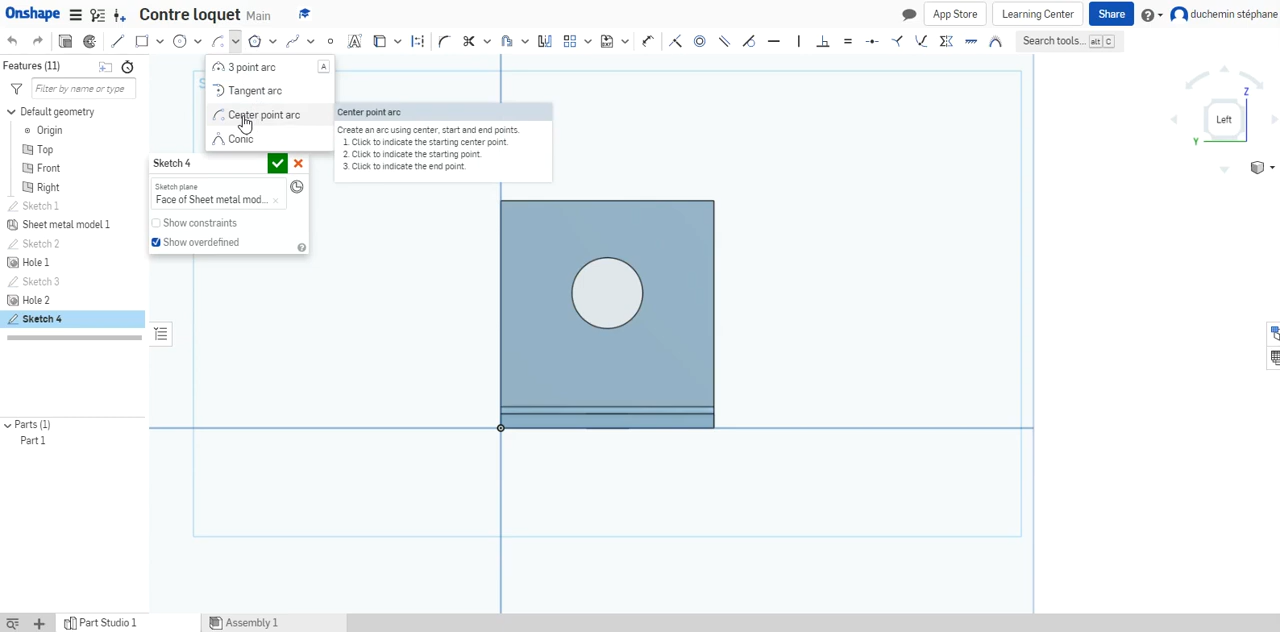 Onshape Contre loquet Main App Store Learning Center Share duchemin stéphane
Search tools... alt C
Features (11)
Filter by name or type
Default geometry
Origin
Top
Front
Right
Sketch 1
Sheet metal model 1
Sketch 2
Hole 1
Sketch 3
Hole 2
Sketch 4
Parts (1)
Part 1
3 point arc A
Tangent arc
Center point arc
Conic
Center point arc
Create an arc using center, start and end points.
1. Click to indicate the starting center point.
2. Click to indicate the starting point.
3. Click to indicate the end point.
Sketch 4
Sketch plane
Face of Sheet metal mod...
Show constraints
Show overdefined
Z
Left
Y
Part Studio 1 Assembly 1